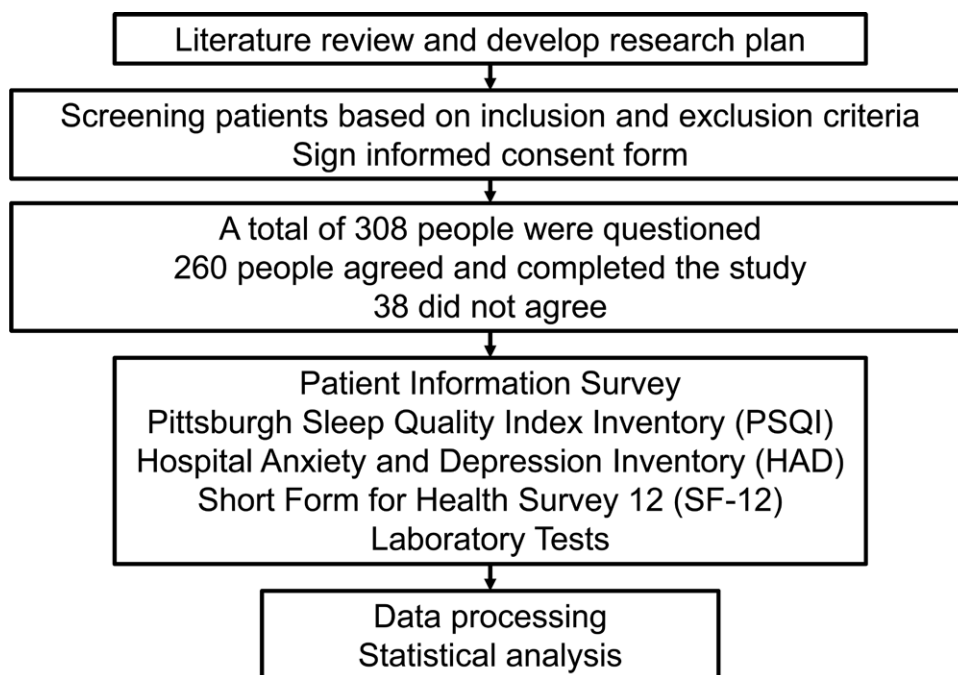 Literature review and develop research plan
Screening patients based on inclusion and exclusion criteria
Sign informed consent form
A total of 308 people were questioned
260 people agreed and completed the study
38 did not agree
Patient Information Survey
Pittsburgh Sleep Quality Index Inventory (PSQI)
Hospital Anxiety and Depression Inventory (HAD)
Short Form for Health Survey 12 (SF-12)
Laboratory Tests
Data processing
Statistical analysis